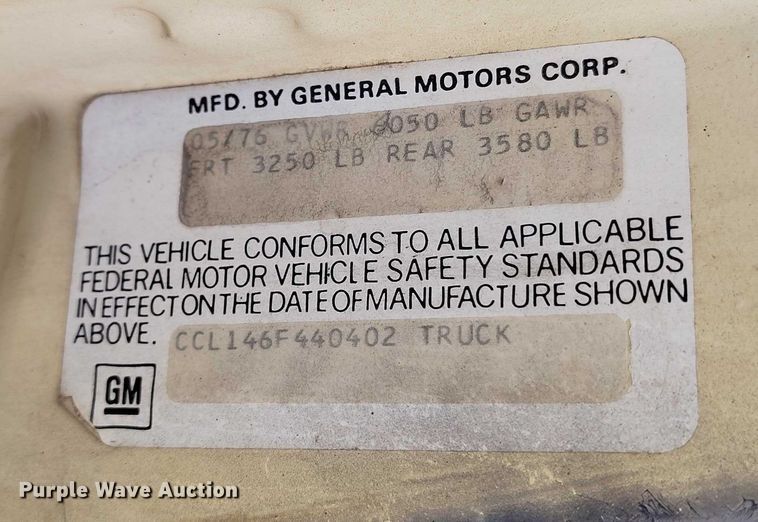 MFD. BY GENERAL MOTORS CORP.
05/76 GVWR 6050 LB GAWR
FRT 3250 LB REAR 3580 LB
THIS VEHICLE CONFORMS TO ALL APPLICABLE
FEDERAL MOTOR VEHICLE SAFETY STANDARDS
IN EFFECT ON THE DATE OF MANUFACTURE SHOWN
ABOVE. CCL146F440402 TRUCK
GM
Purple Wave Auction